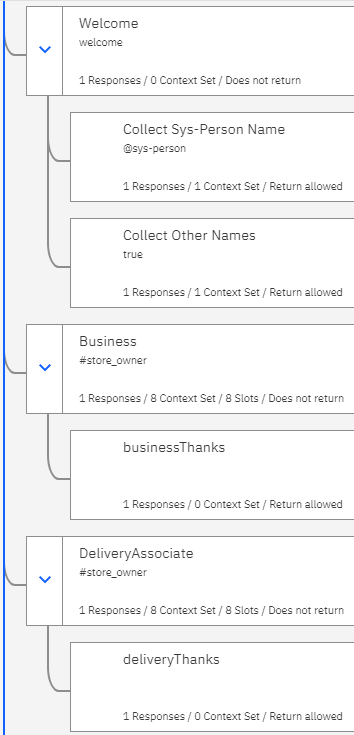 Welcome
welcome
1 Responses / 0 Context Set / Does not return
Collect Sys-Person Name
@sys-person
1 Responses / 1 Context Set / Return allowed
Collect Other Names
true
1 Responses / 1 Context Set / Return allowed
Business
#store_owner
1 Responses / 8 Context Set / 8 Slots / Does not return
businessThanks
1 Responses / 0 Context Set / Return allowed
DeliveryAssociate
#store_owner
1 Responses / 8 Context Set / 8 Slots / Does not return
deliveryThanks
1 Responses / 0 Context Set / Return allowed